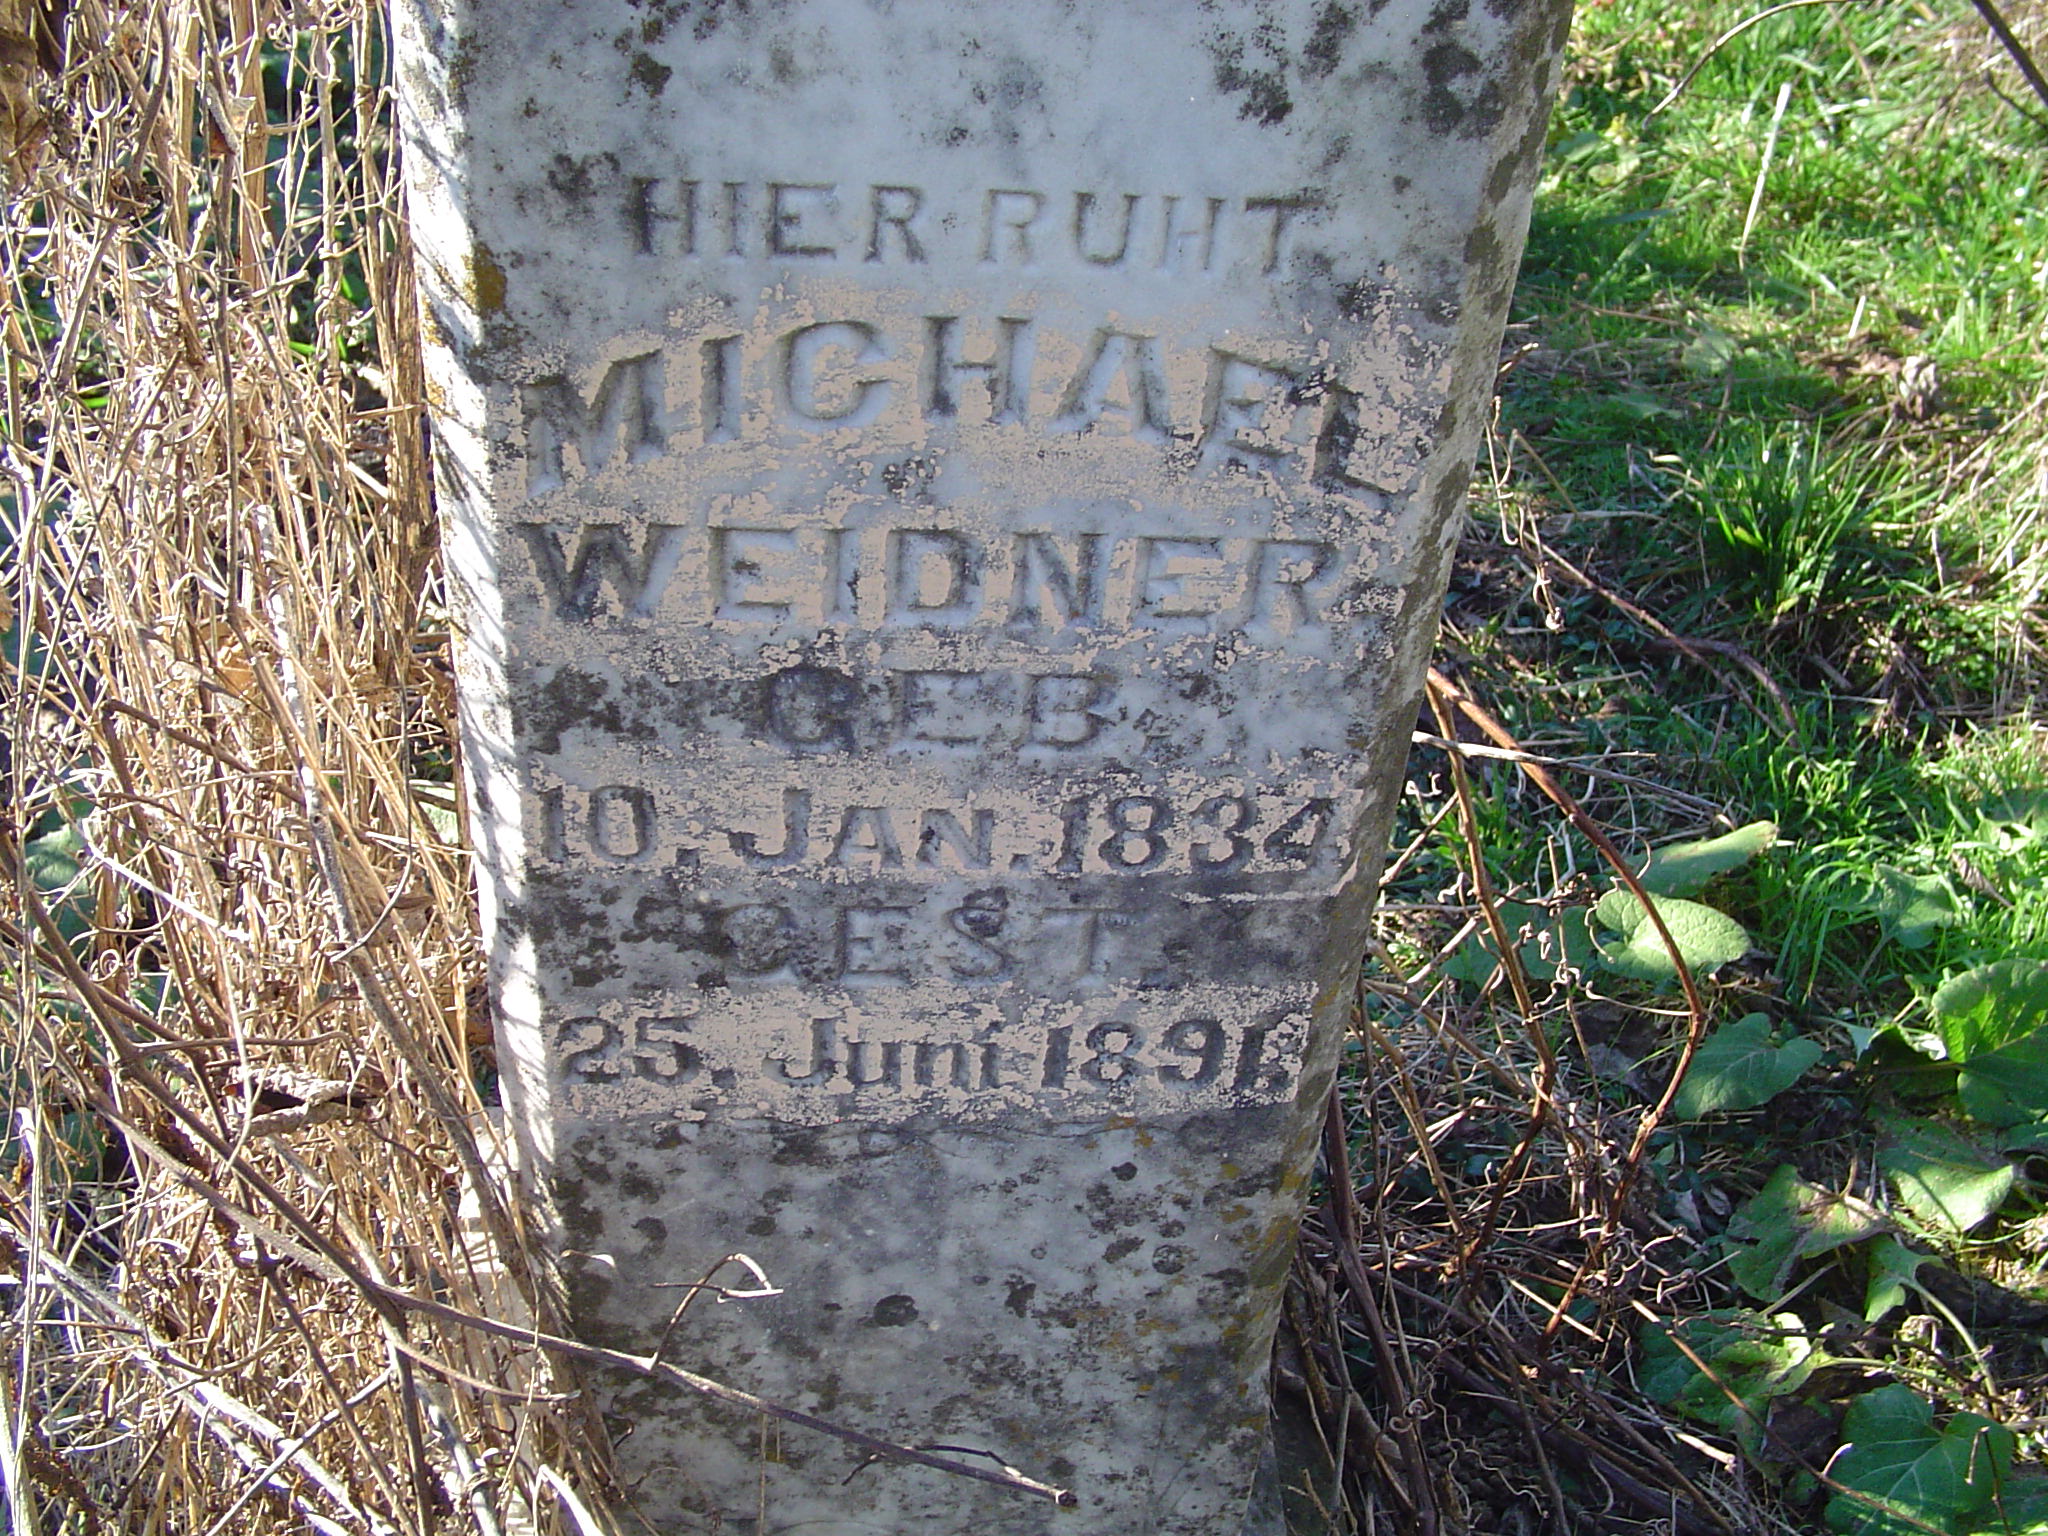 HIER RUHT
MICHAEL
WEIDNER
GEB.
10. JAN. 1834
GEST.
25. Juni